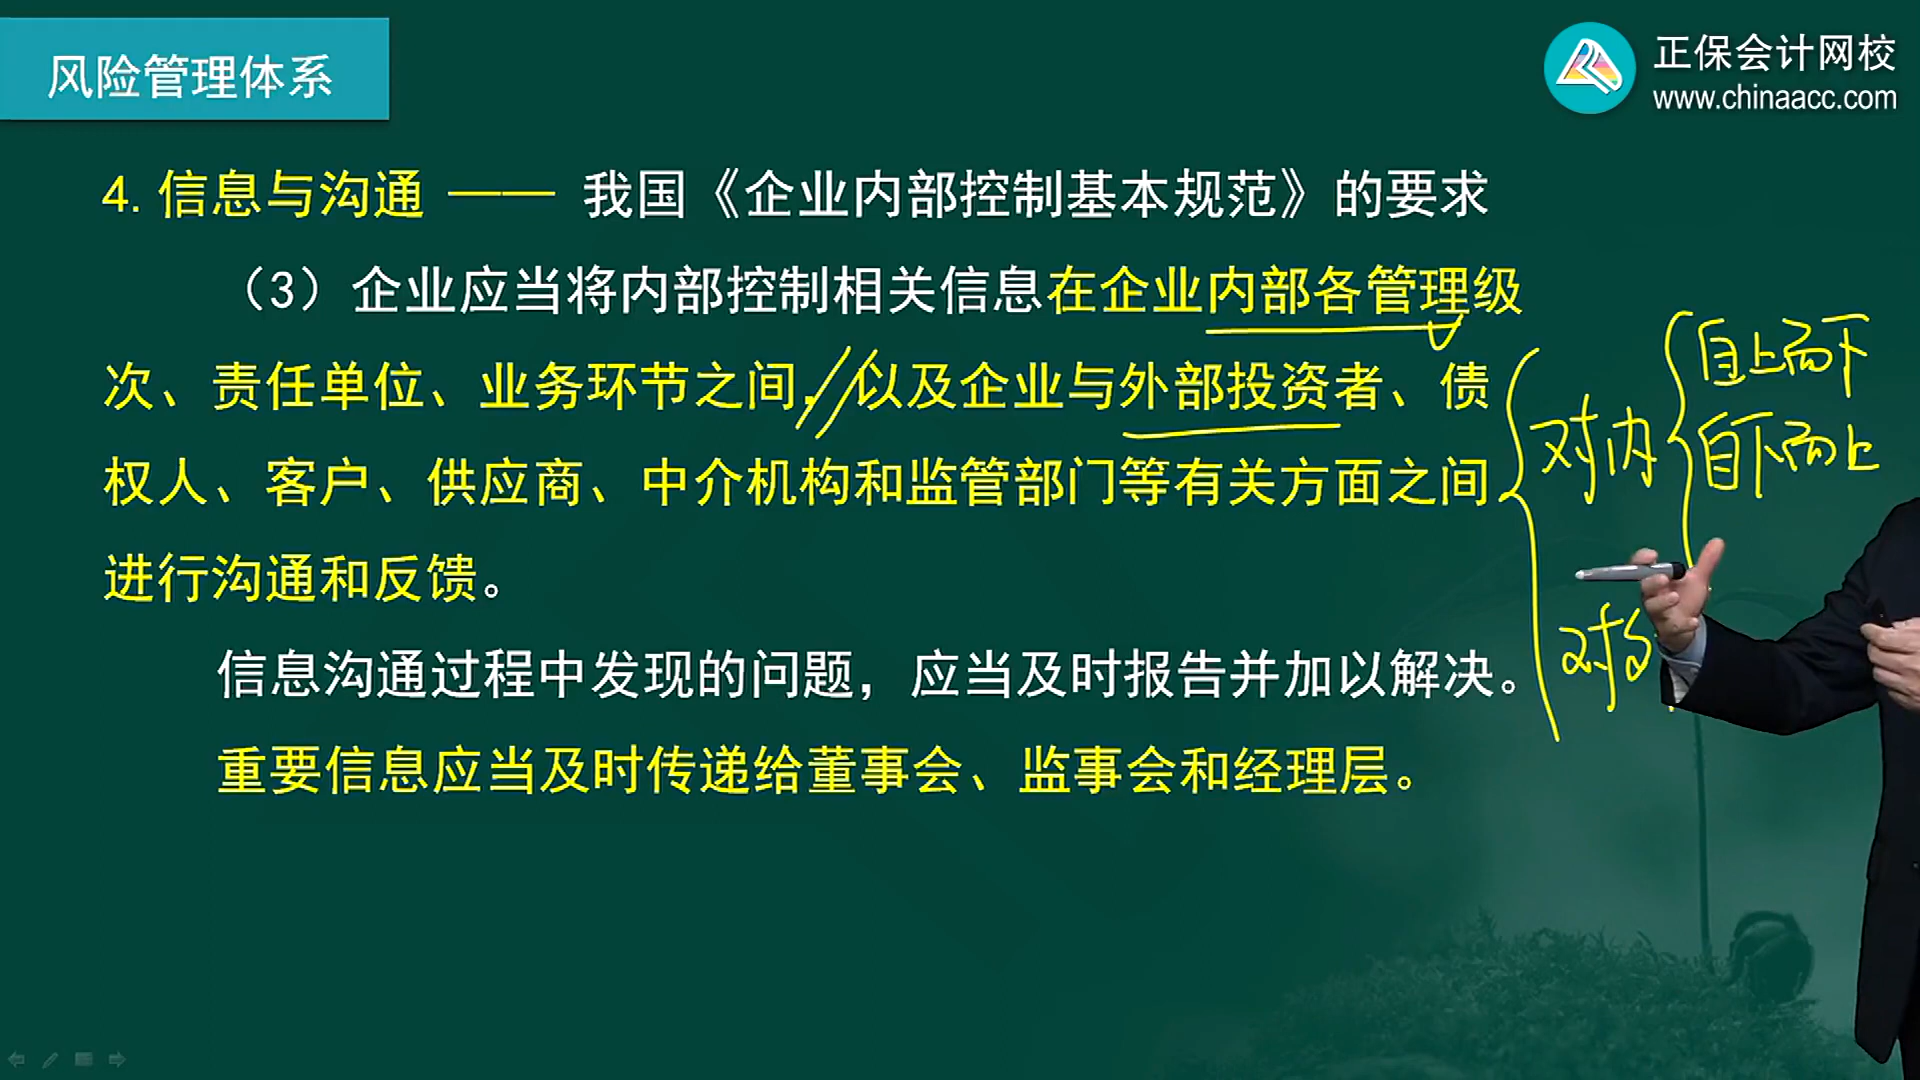 风险管理体系
正保会计网校
www.chinaacc.com
4. 信息与沟通 —— 我国《企业内部控制基本规范》的要求
（3）企业应当将内部控制相关信息在企业内部各管理级
次、责任单位、业务环节之间，以及企业与外部投资者、债
权人、客户、供应商、中介机构和监管部门等有关方面之间
进行沟通和反馈。
信息沟通过程中发现的问题，应当及时报告并加以解决。
重要信息应当及时传递给董事会、监事会和经理层。
对内
自上而下
自下而上
对